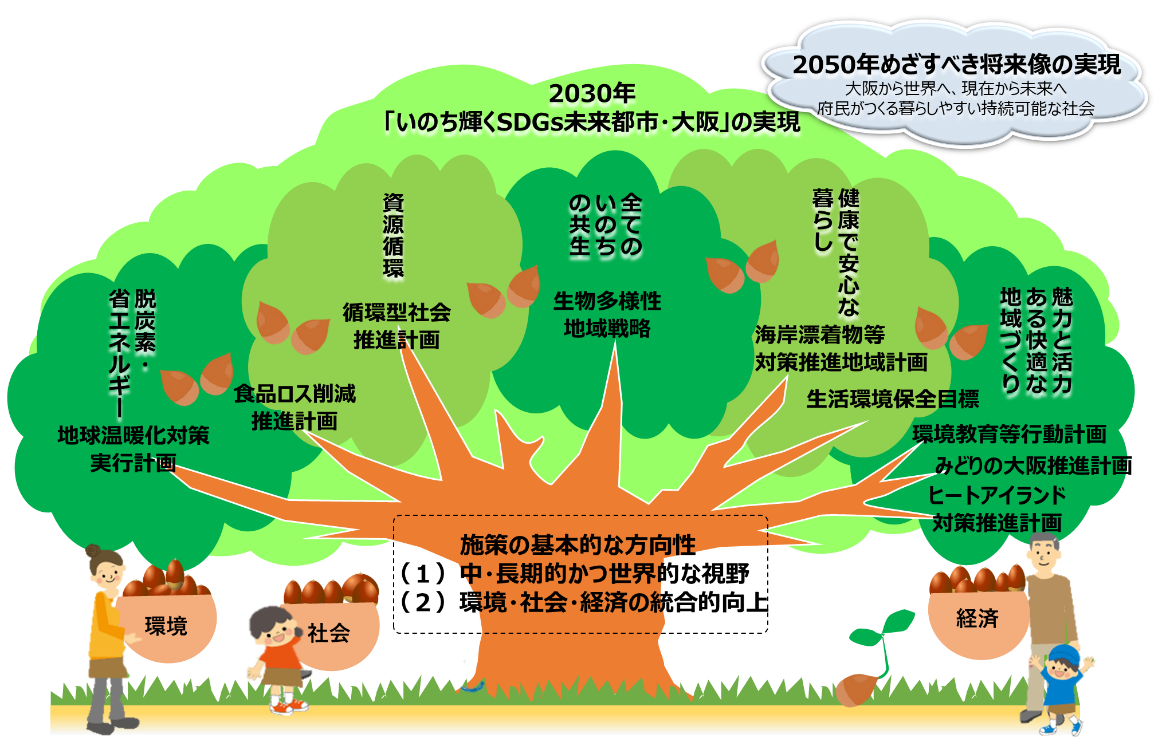 2050年めざすべき将来像の実現
大阪から世界へ、現在から未来へ
府民がつくる暮らしやすい持続可能な社会
2030年
「いのち輝くSDGs未来都市・大阪」の実現
脱炭素・
省エネルギー
地球温暖化対策
実行計画
食品ロス削減
推進計画
資源循環
循環型社会
推進計画
全ての
いのち
の共生
生物多様性
地域戦略
健康で安心な
暮らし
海岸漂着物等
対策推進地域計画
生活環境保全目標
魅力と活力
ある快適な
地域づくり
環境教育等行動計画
みどりの大阪推進計画
ヒートアイランド
対策推進計画
施策の基本的な方向性
（１）中・長期的かつ世界的な視野
（２）環境・社会・経済の統合的向上
環境
社会
経済